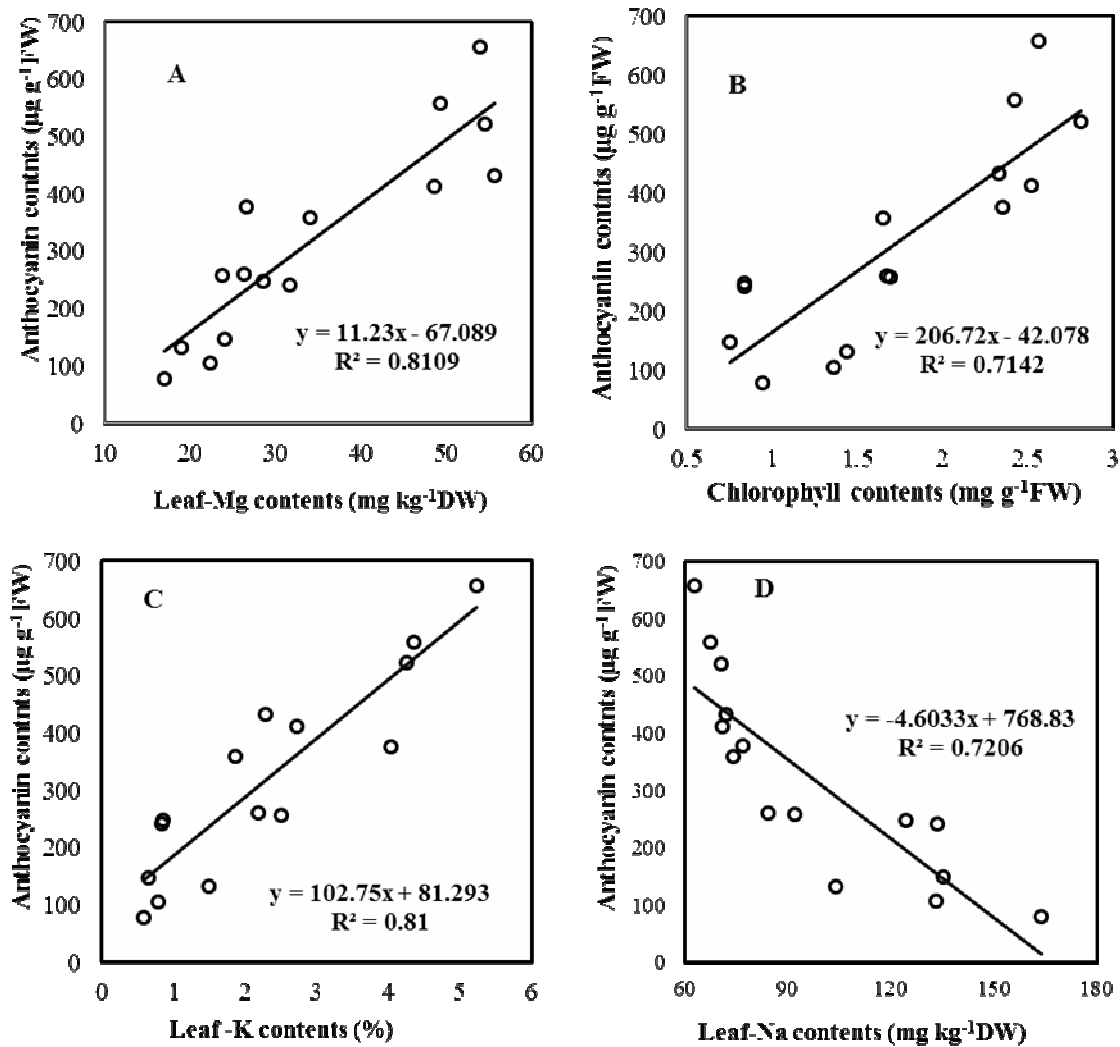 A
Anthocyanin contnts (µg g-1FW)
700
600
500
400
300
200
100
0
y = 11.23x - 67.089
R² = 0.8109
10 20 30 40 50 60
Leaf-Mg contents (mg kg-1DW)
B
Anthocyanin contnts (µg g-1FW)
700
600
500
400
300
200
100
0
y = 206.72x - 42.078
R² = 0.7142
0.5 1 1.5 2 2.5 3
Chlorophyll contents (mg g-1FW)
C
Anthocyanin contnts (µg g-1FW)
700
600
500
400
300
200
100
0
y = 102.75x + 81.293
R² = 0.81
0 1 2 3 4 5 6
Leaf -K contents (%)
D
Anthocyanin contnts (µg g-1FW)
700
600
500
400
300
200
100
0
y = -4.6033x + 768.83
R² = 0.7206
60 90 120 150 180
Leaf-Na contents (mg kg-1DW)